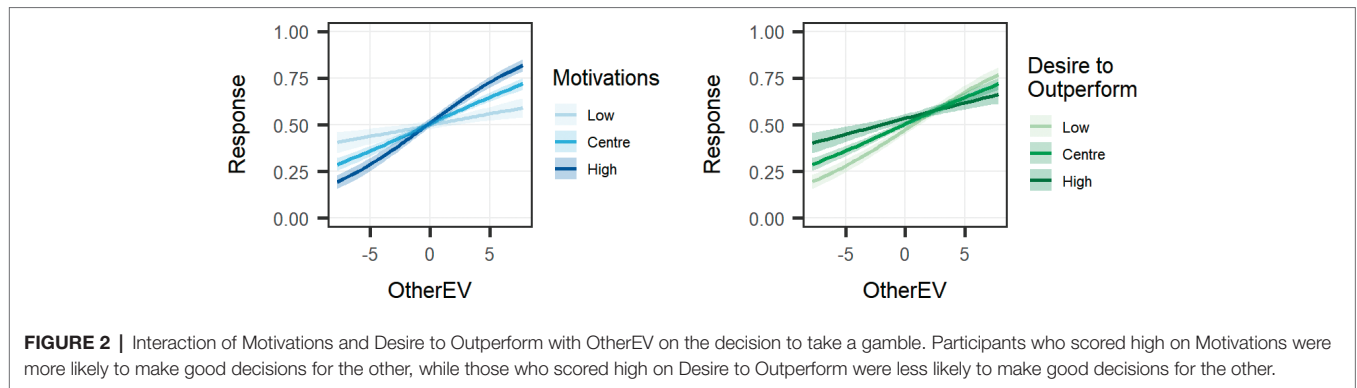 1.00
0.75
0.50
0.25
0.00
Response
-5 0 5
OtherEV
Motivations
Low
Centre
High
1.00
0.75
0.50
0.25
0.00
Response
-5 0 5
OtherEV
Desire to
Outperform
Low
Centre
High
FIGURE 2 | Interaction of Motivations and Desire to Outperform with OtherEV on the decision to take a gamble. Participants who scored high on Motivations were
more likely to make good decisions for the other, while those who scored high on Desire to Outperform were less likely to make good decisions for the other.